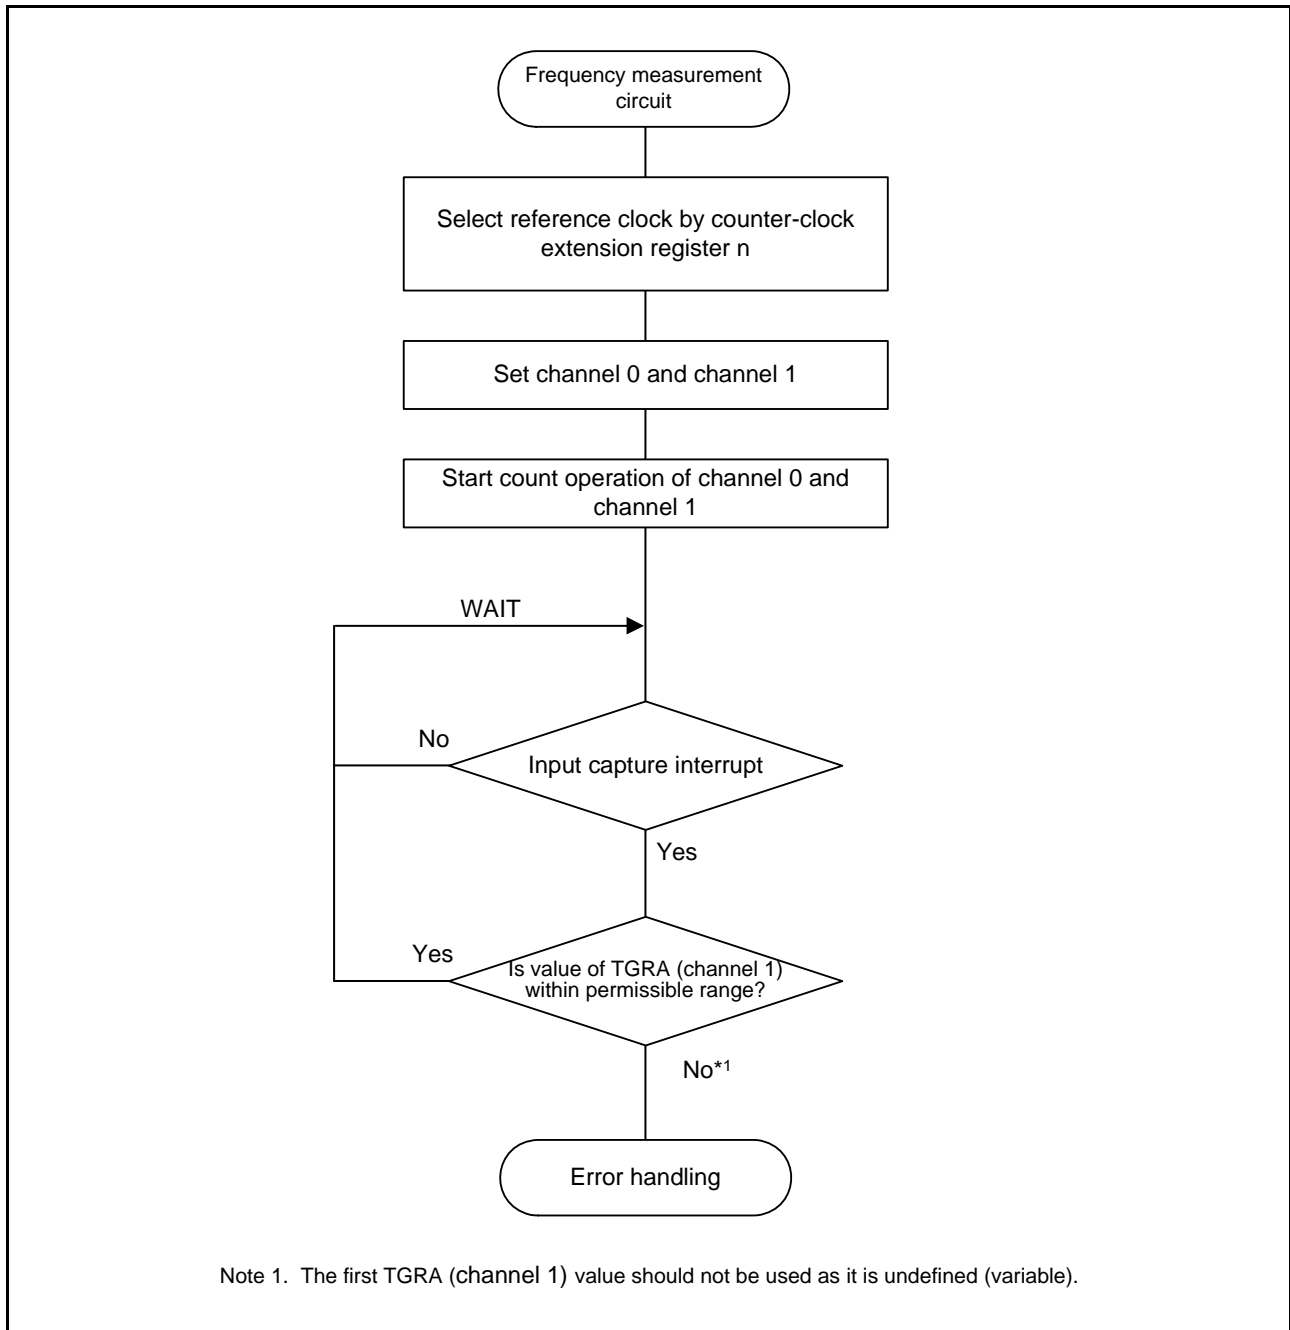 Frequency measurement
circuit
Select reference clock by counter-clock
extension register n
Set channel 0 and channel 1
Start count operation of channel 0 and
channel 1
WAIT
No
Input capture interrupt
Yes
Yes
Is value of TGRA (channel 1)
within permissible range?
No*1
Error handling
Note 1. The first TGRA (channel 1) value should not be used as it is undefined (variable).